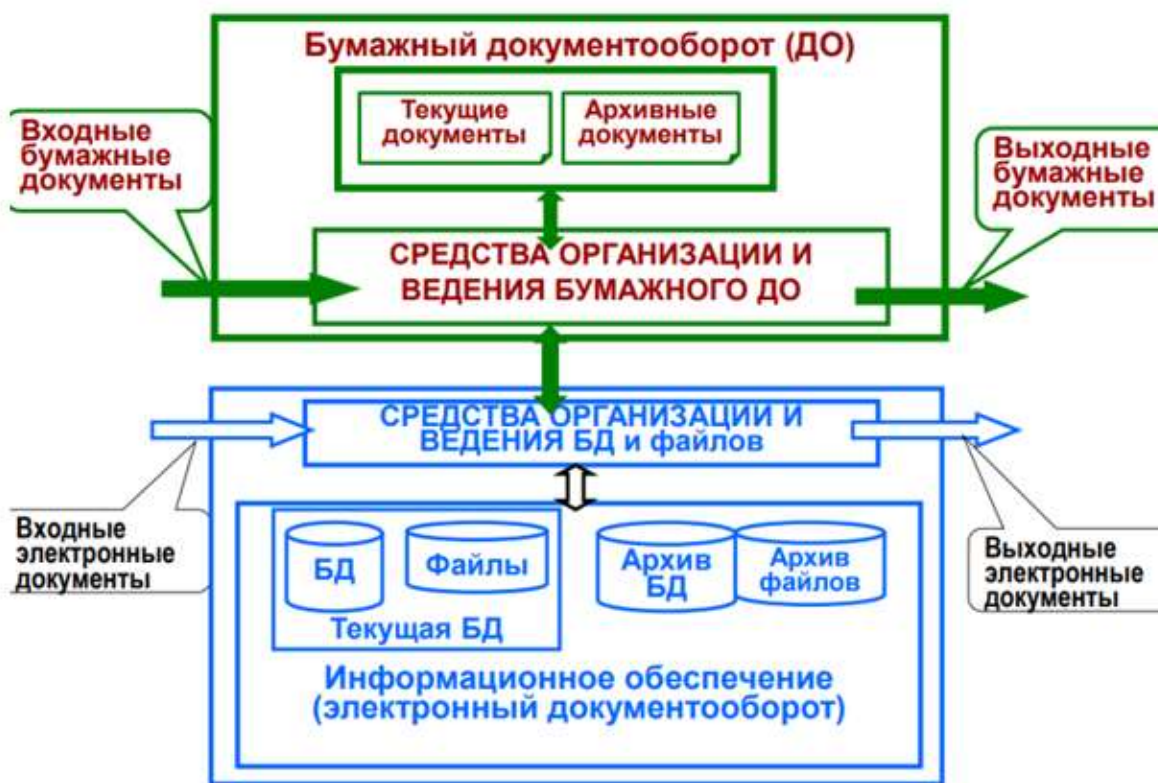 Бумажный документооборот (ДО)
Текущие
документы
Архивные
документы
Входные
бумажные
документы
Выходные
бумажные
документы
СРЕДСТВА ОРГАНИЗАЦИИ И
ВЕДЕНИЯ БУМАЖНОГО ДО
СРЕДСТВА ОРГАНИЗАЦИИ И
ВЕДЕНИЯ БД и файлов
Входные
электронные
документы
Выходные
электронные
документы
БД
Файлы
Архив
БД
Архив
файлов
Текущая БД
Информационное обеспечение
(электронный документооборот)